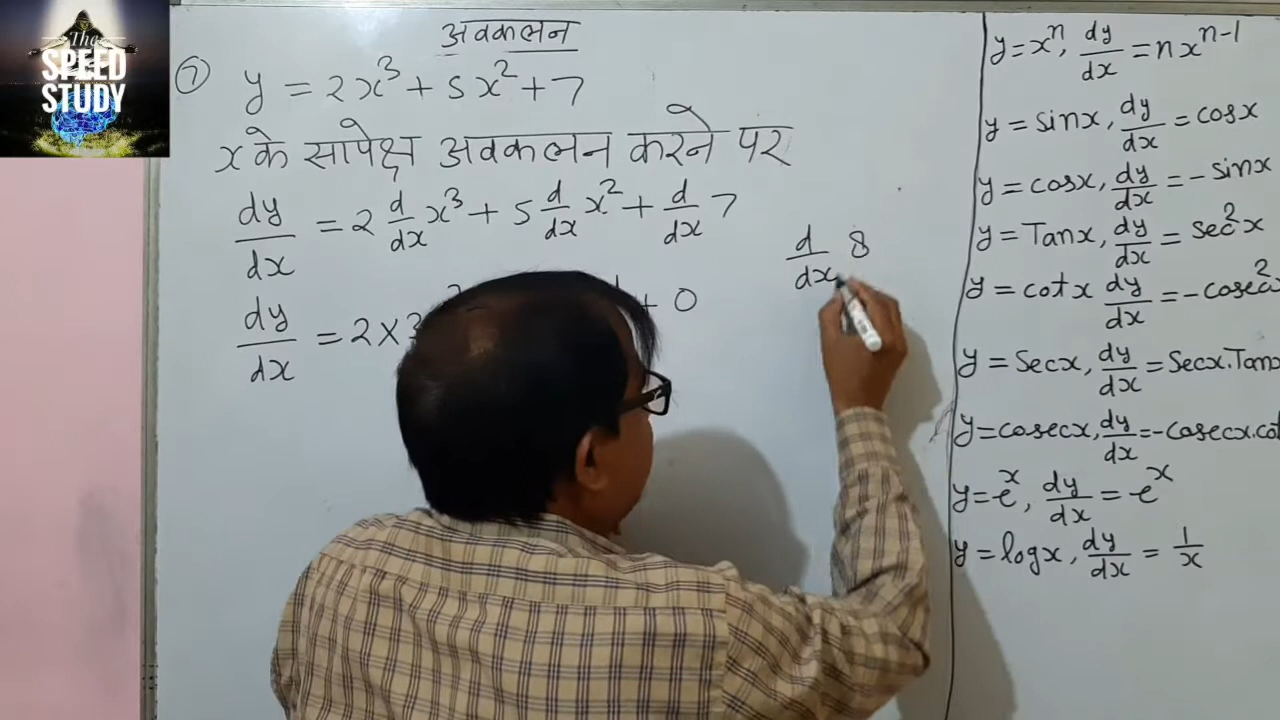 The
SPEED
STUDY
अवकलन
⑦ y = 2x³ + 5x² + 7
x के सापेक्ष अवकलन करने पर
dy/dx = 2 d/dx x³ + 5 d/dx x² + d/dx 7
dy/dx = 2×3 + 0
d/dx 8
y = xⁿ, dy/dx = nxⁿ⁻¹
y = sinx, dy/dx = cosx
y = cosx, dy/dx = - sinx
y = Tanx, dy/dx = sec²x
y = cotx dy/dx = -cosec²
y = Secx, dy/dx = Secx.Tanx
y = cosecx, dy/dx = -cosecx.cot
y = eˣ, dy/dx = eˣ
y = logx, dy/dx = 1/x